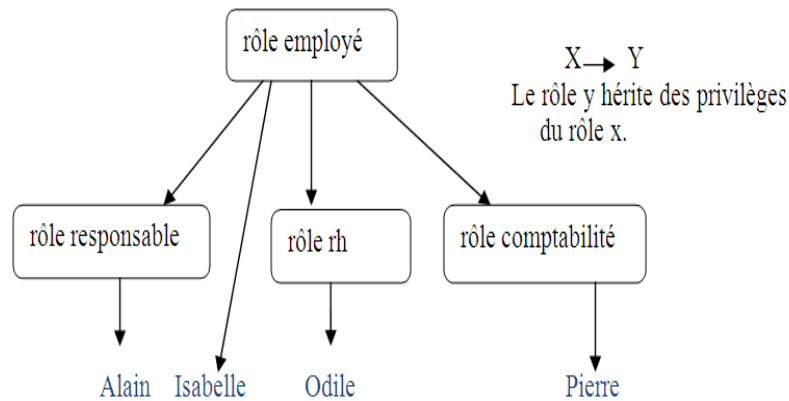 rôle employé
X → Y
Le rôle y hérite des privilèges
du rôle x.
rôle responsable
rôle rh
rôle comptabilité
Alain
Isabelle
Odile
Pierre